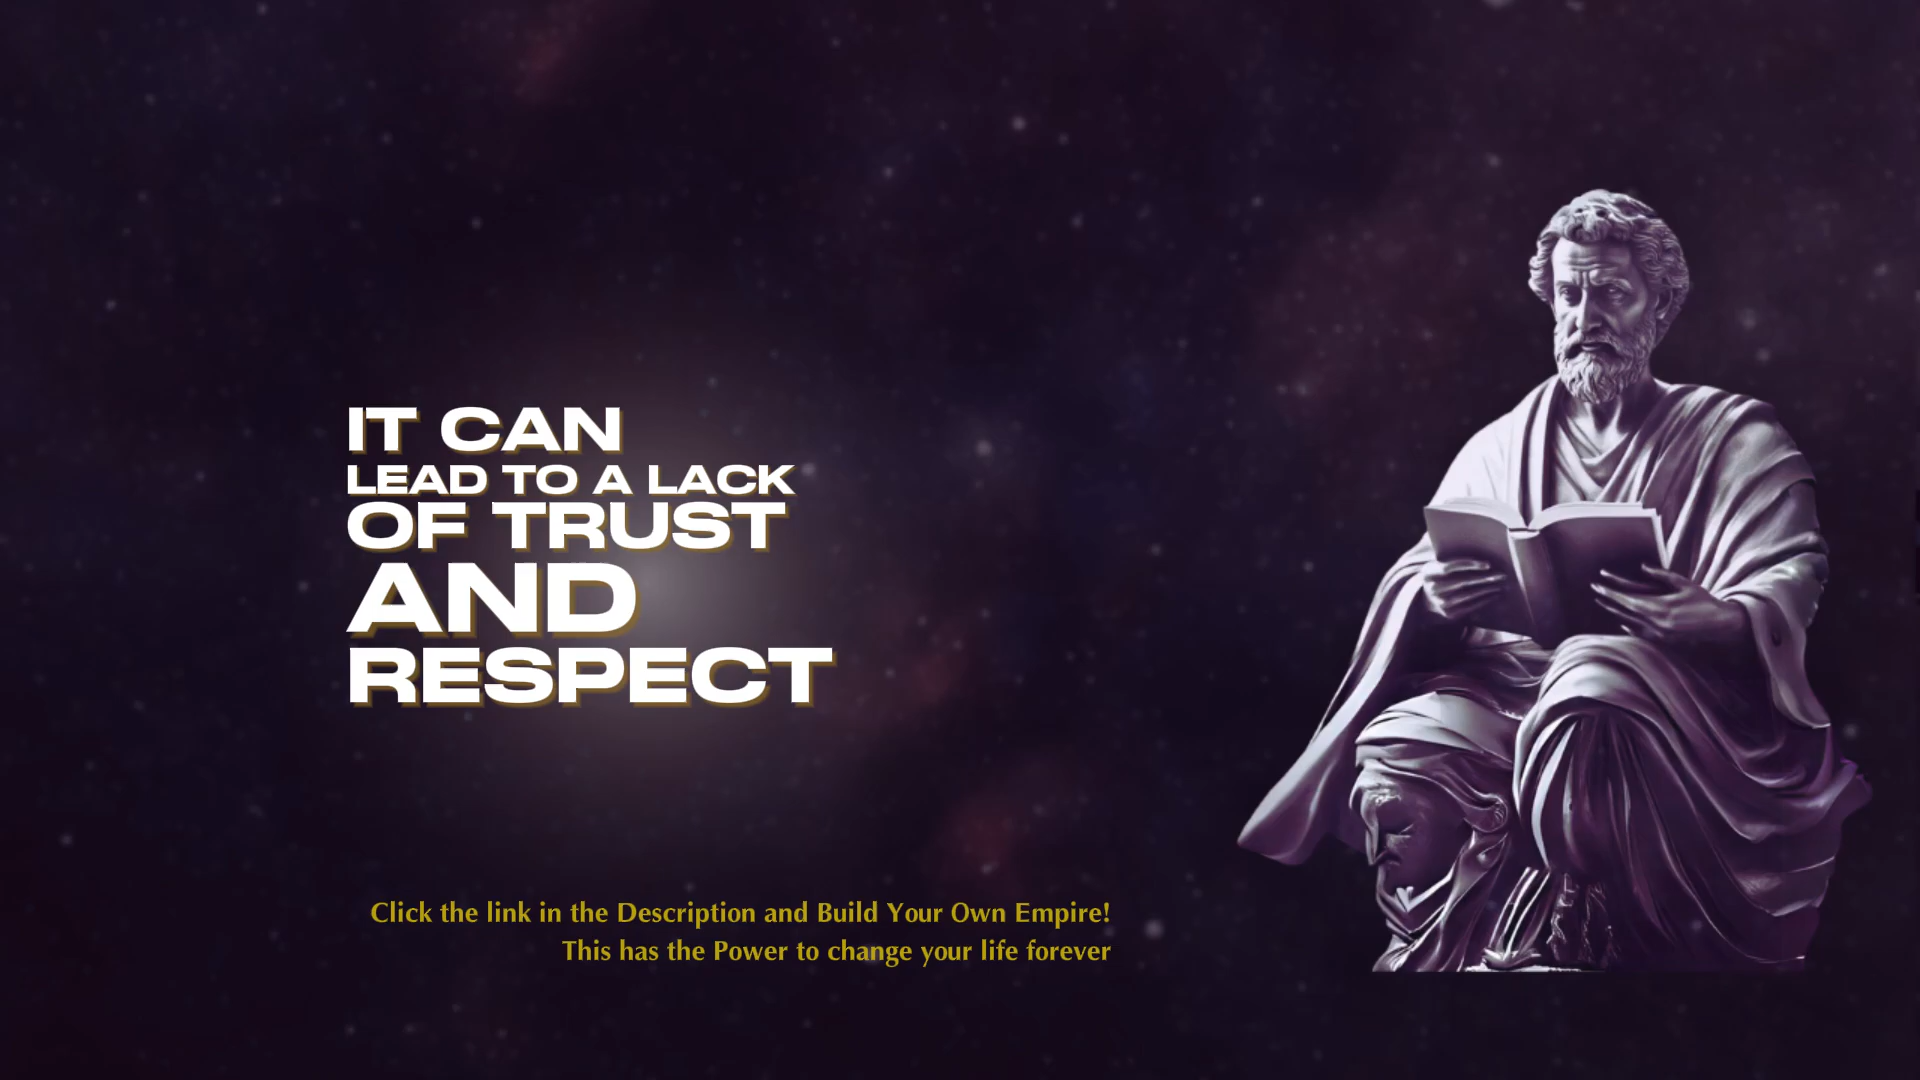 IT CAN
LEAD TO A LACK
OF TRUST
AND
RESPECT
Click the link in the Description and Build Your Own Empire!
This has the Power to change your life forever